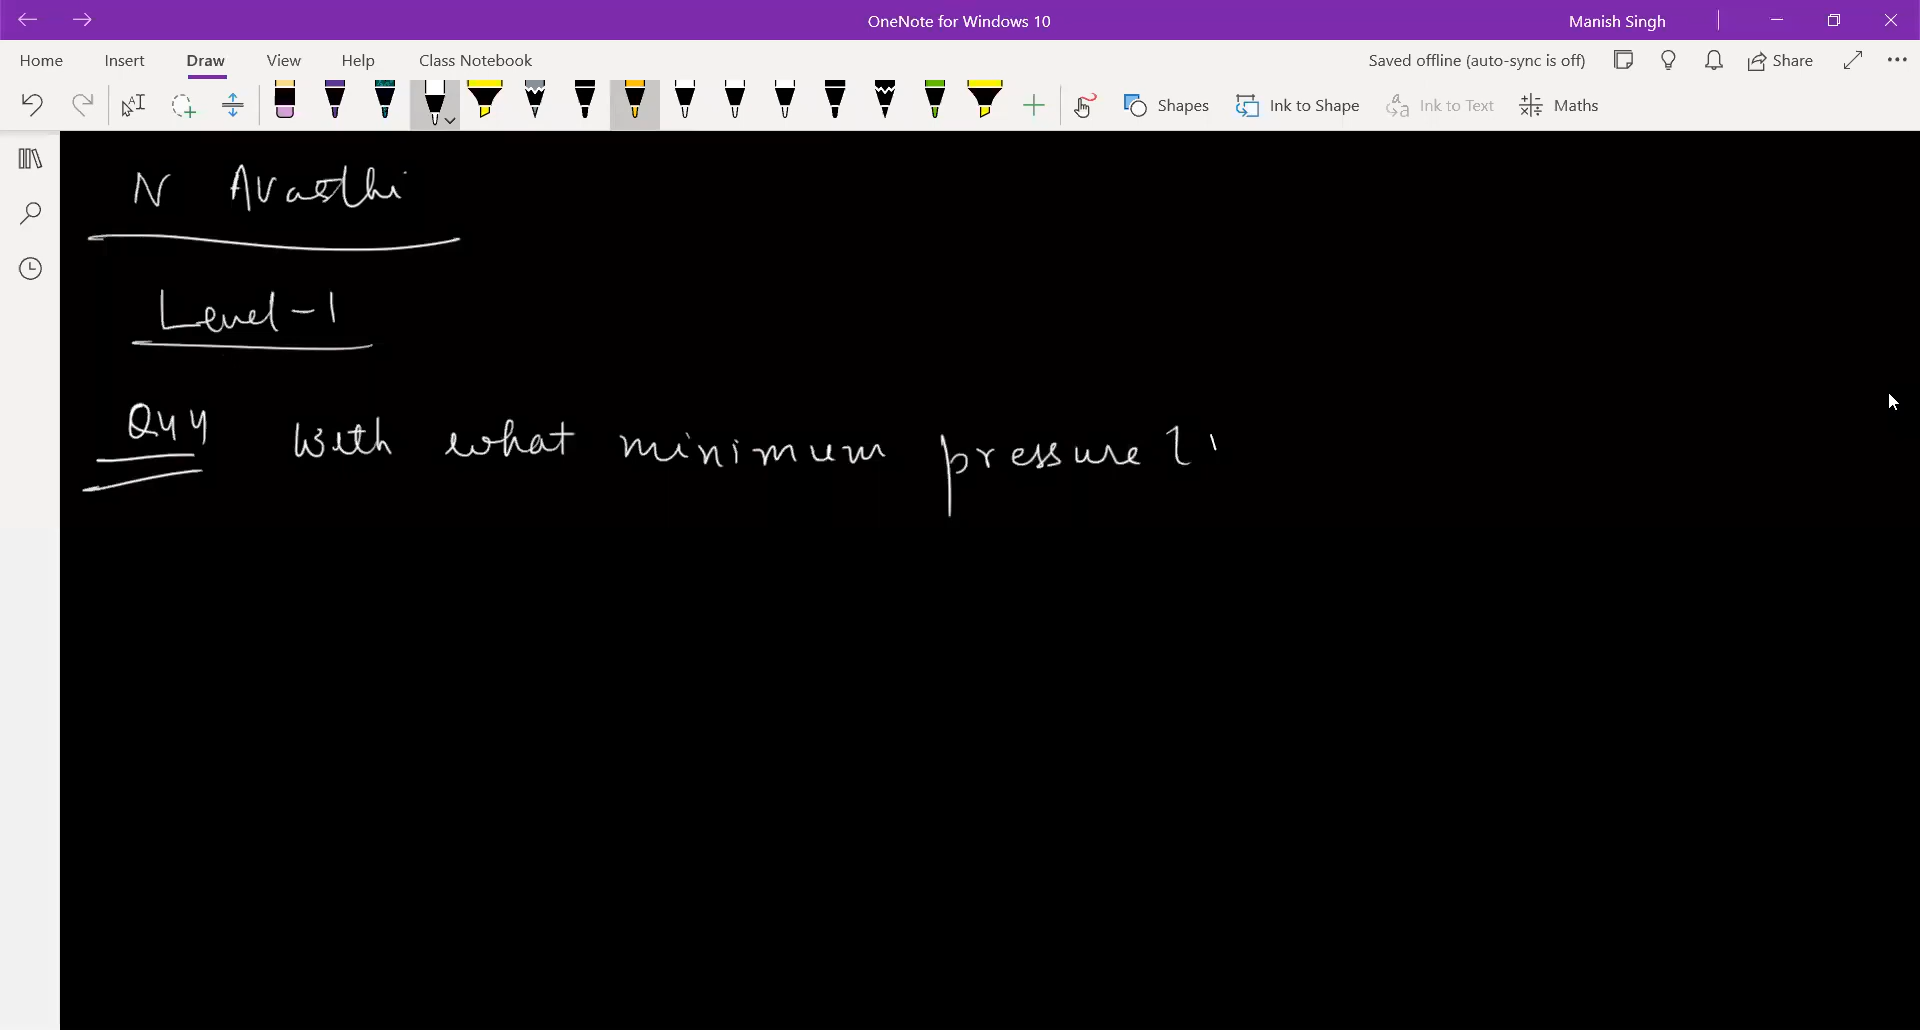 OneNote for Windows 10
Manish Singh
Home Insert Draw View Help Class Notebook
Saved offline (auto-sync is off) Share
Shapes Ink to Shape Ink to Text Maths
N Avasthi
Level-1
Q44 With what minimum pressure